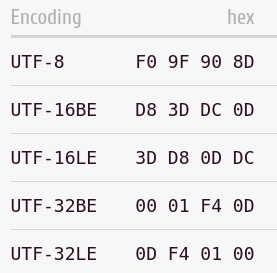 Encoding hex
UTF-8 F0 9F 90 8D
UTF-16BE D8 3D DC 0D
UTF-16LE 3D D8 0D DC
UTF-32BE 00 01 F4 0D
UTF-32LE 0D F4 01 00